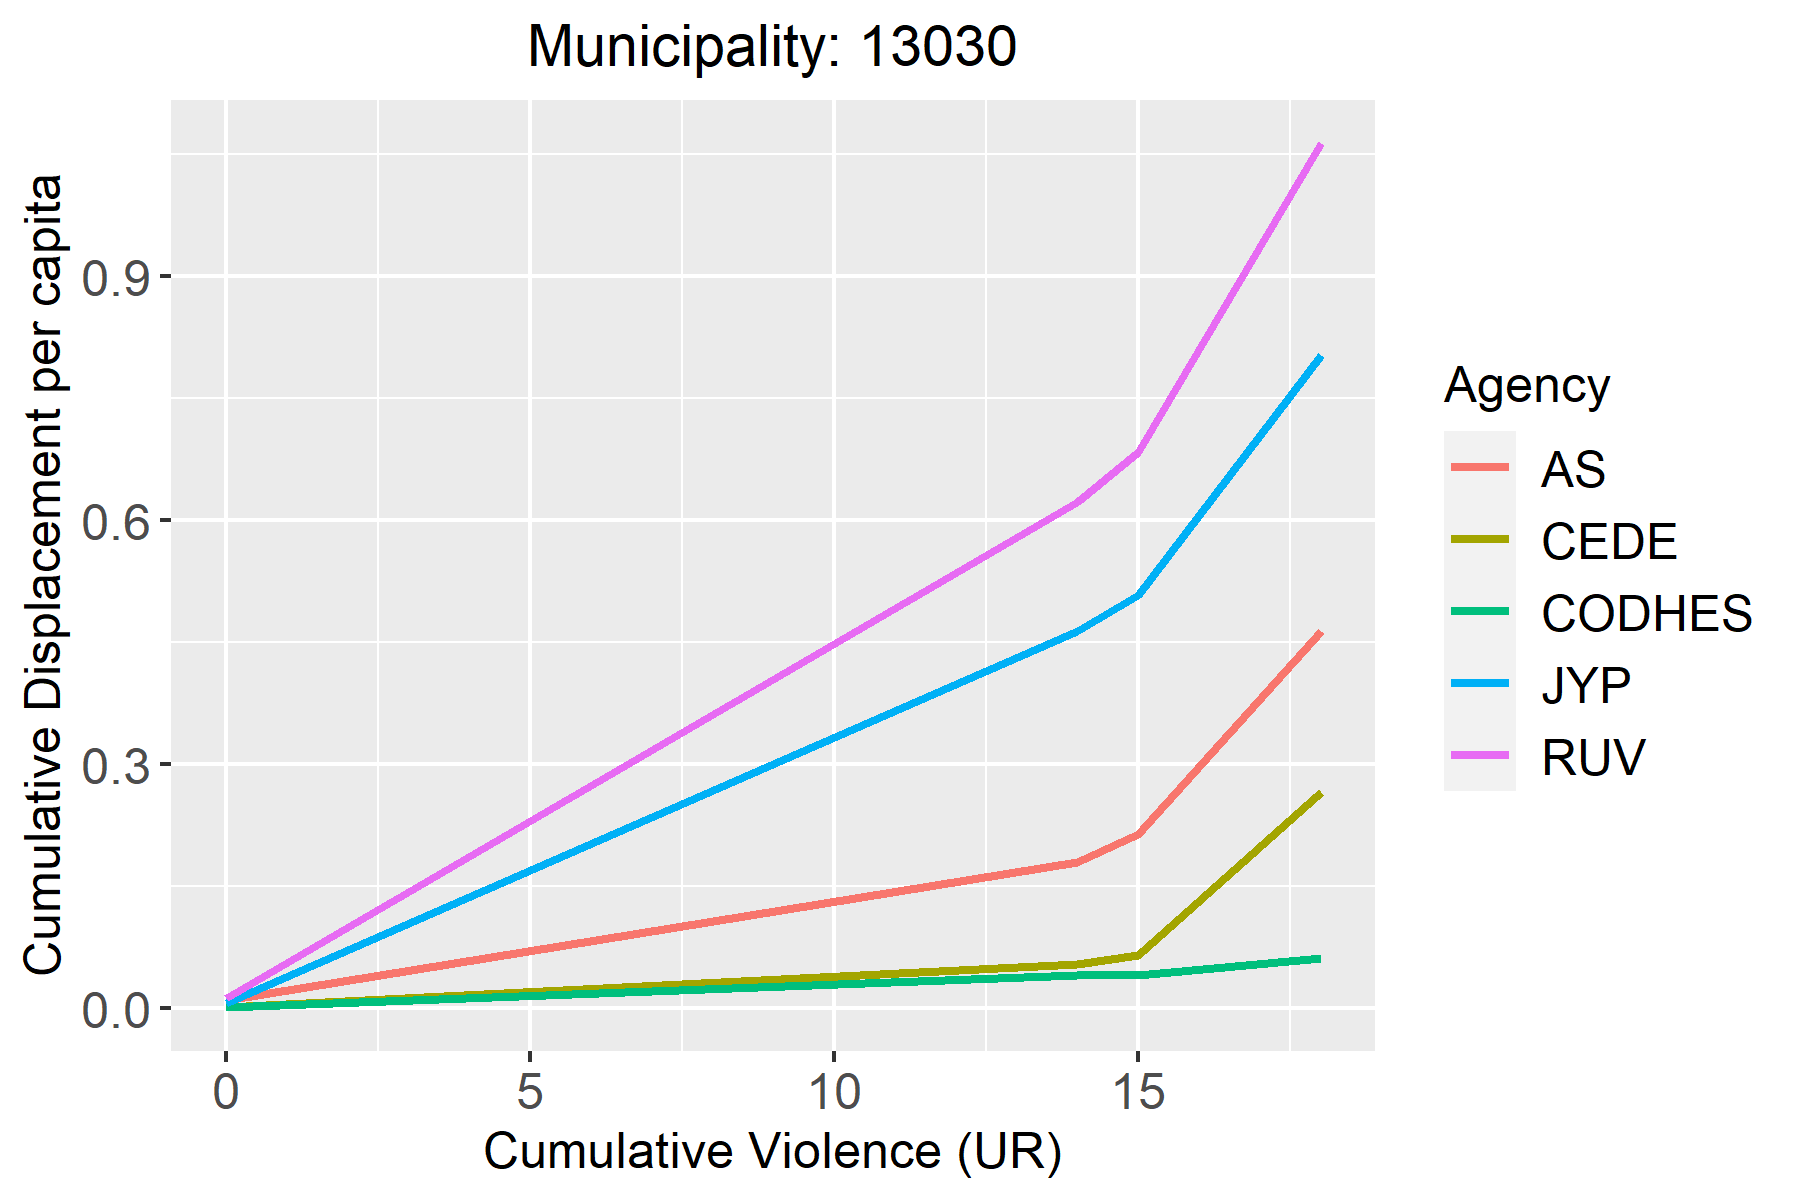 Municipality: 13030
Cumulative Displacement per capita
0.9
0.6
0.3
0.0
0 5 10 15
Cumulative Violence (UR)
Agency
AS
CEDE
CODHES
JYP
RUV